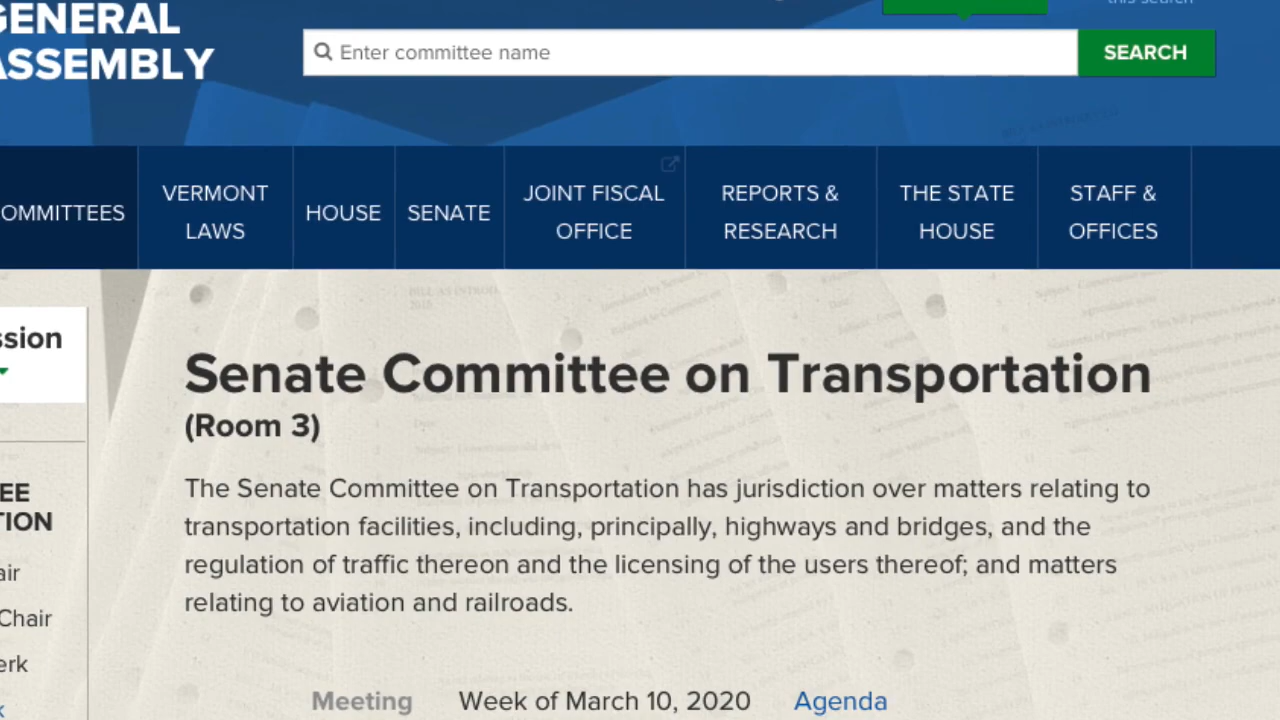 this search
GENERAL
ASSEMBLY
Enter committee name
SEARCH
OMMITTEES
VERMONT
LAWS
HOUSE
SENATE
JOINT FISCAL
OFFICE
REPORTS &
RESEARCH
THE STATE
HOUSE
STAFF &
OFFICES
ssion
Senate Committee on Transportation
(Room 3)
The Senate Committee on Transportation has jurisdiction over matters relating to
transportation facilities, including, principally, highways and bridges, and the
regulation of traffic thereon and the licensing of the users thereof; and matters
relating to aviation and railroads.
EE
TION
air
Chair
erk
k
Meeting Week of March 10, 2020 Agenda